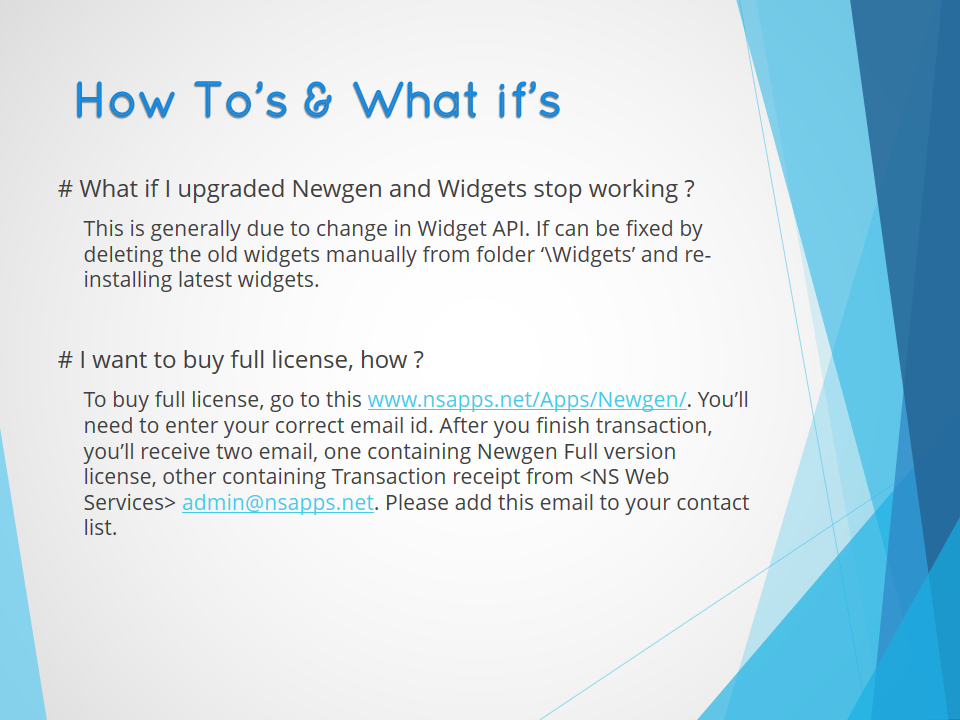 How To’s & What if’s
# What if I upgraded Newgen and Widgets stop working ?
This is generally due to change in Widget API. If can be fixed by
deleting the old widgets manually from folder ‘\Widgets’ and re-
installing latest widgets.
# I want to buy full license, how ?
To buy full license, go to this www.nsapps.net/Apps/Newgen/. You’ll
need to enter your correct email id. After you finish transaction,
you’ll receive two email, one containing Newgen Full version
license, other containing Transaction receipt from <NS Web
Services> admin@nsapps.net. Please add this email to your contact
list.